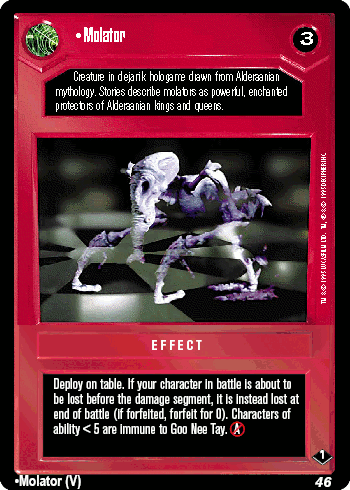 •Molator
3
Creature in dejarik hologame drawn from Alderaanian
mythology. Stories describe molators as powerful, enchanted
protectors of Alderaanian kings and queens.
EFFECT
Deploy on table. If your character in battle is about to
be lost before the damage segment, it is instead lost at
end of battle (if forfeited, forfeit for 0). Characters of
ability < 5 are immune to Goo Nee Tay. A
1
•Molator (V)
46